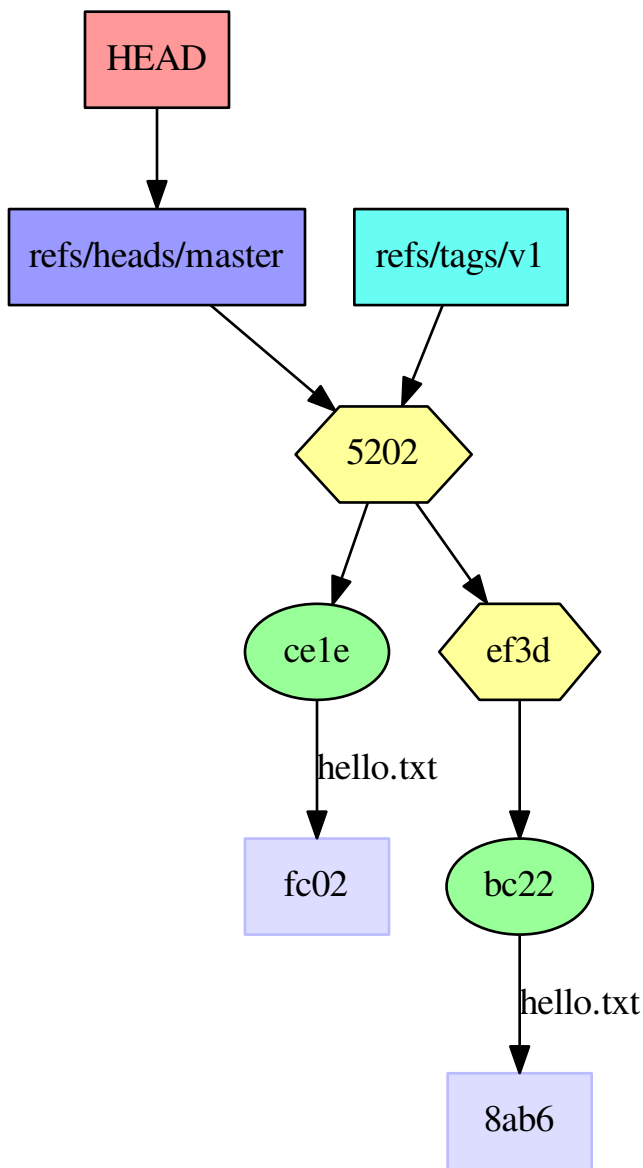 HEAD
refs/heads/master
refs/tags/v1
5202
ce1e
ef3d
hello.txt
fc02
bc22
hello.txt
8ab6